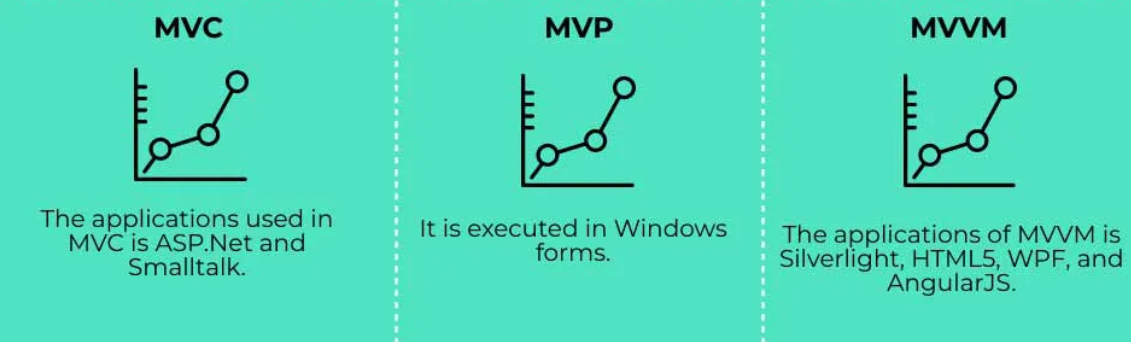 MVC
The applications used in
MVC is ASP.Net and
Smalltalk.
MVP
It is executed in Windows
forms.
MVVM
The applications of MVVM is
Silverlight, HTML5, WPF, and
AngularJS.